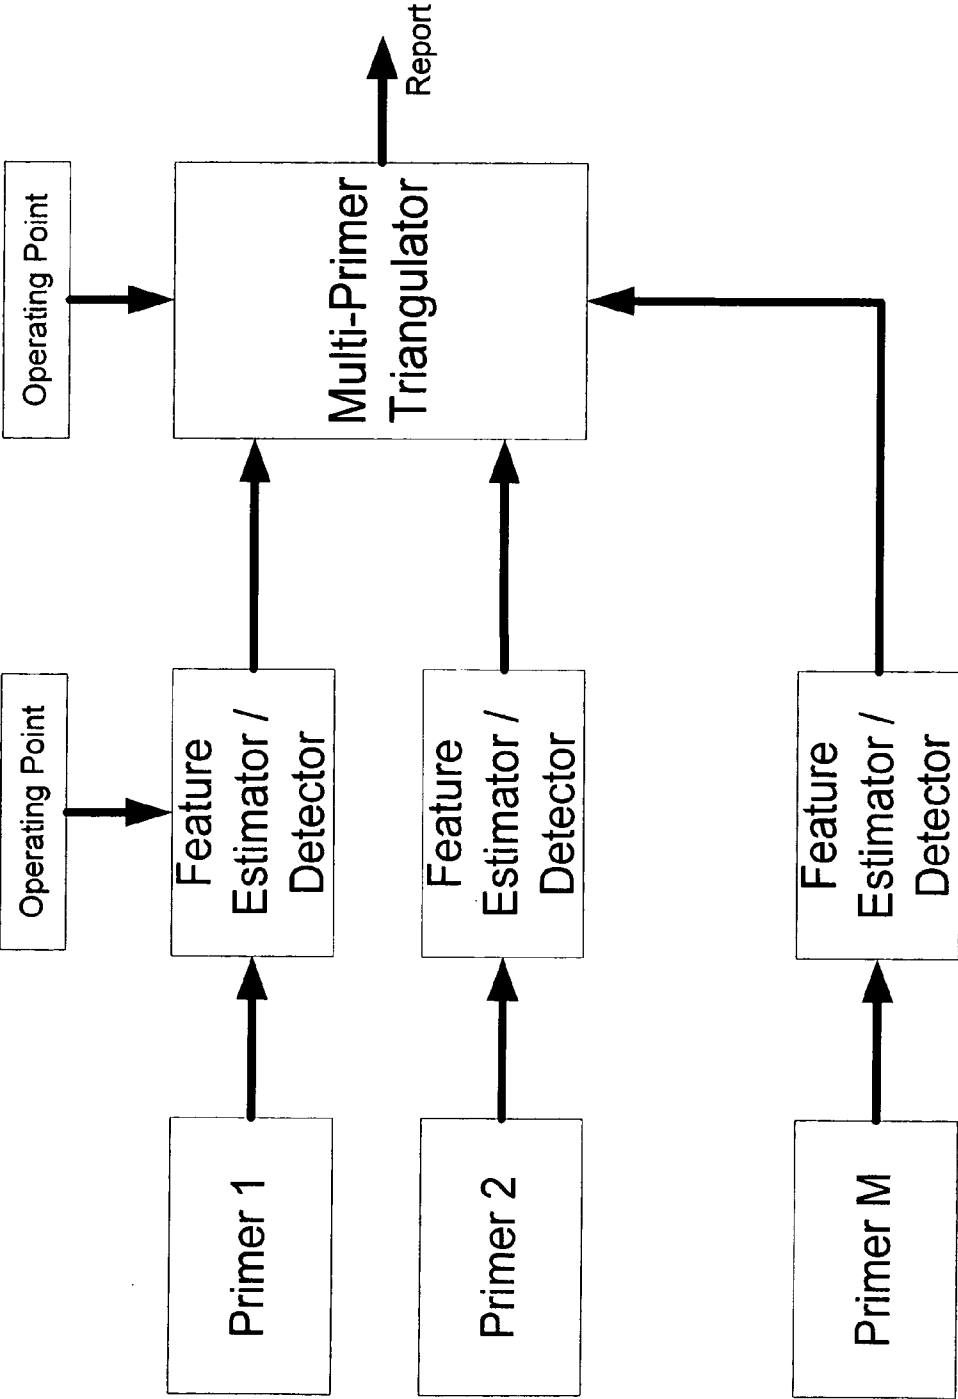 Operating Point
Operating Point
Primer 1
Feature
Estimator /
Detector
Multi-Primer
Triangulator
Report
Primer 2
Feature
Estimator /
Detector
Primer M
Feature
Estimator /
Detector